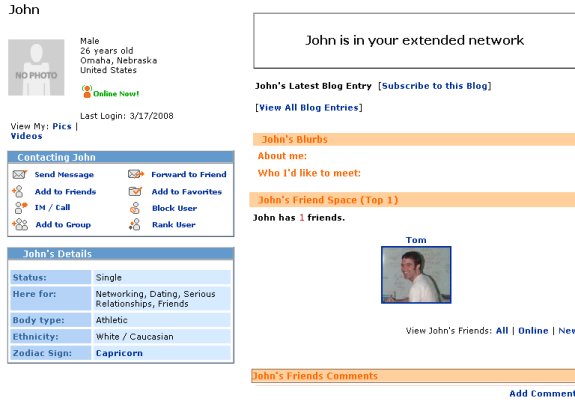 John
NO PHOTO
Male
26 years old
Omaha, Nebraska
United States
Online Now!
Last Login: 3/17/2008
View My: Pics |
Videos
Contacting John
Send Message
Forward to Friend
Add to Friends
Add to Favorites
IM / Call
Block User
Add to Group
Rank User
John's Details
Status: Single
Here for: Networking, Dating, Serious
Relationships, Friends
Body type: Athletic
Ethnicity: White / Caucasian
Zodiac Sign: Capricorn
John is in your extended network
John's Latest Blog Entry [Subscribe to this Blog]
[View All Blog Entries]
John's Blurbs
About me:
Who I'd like to meet:
John's Friend Space (Top 1)
John has 1 friends.
Tom
View John's Friends: All | Online | New
John's Friends Comments
Add Comment